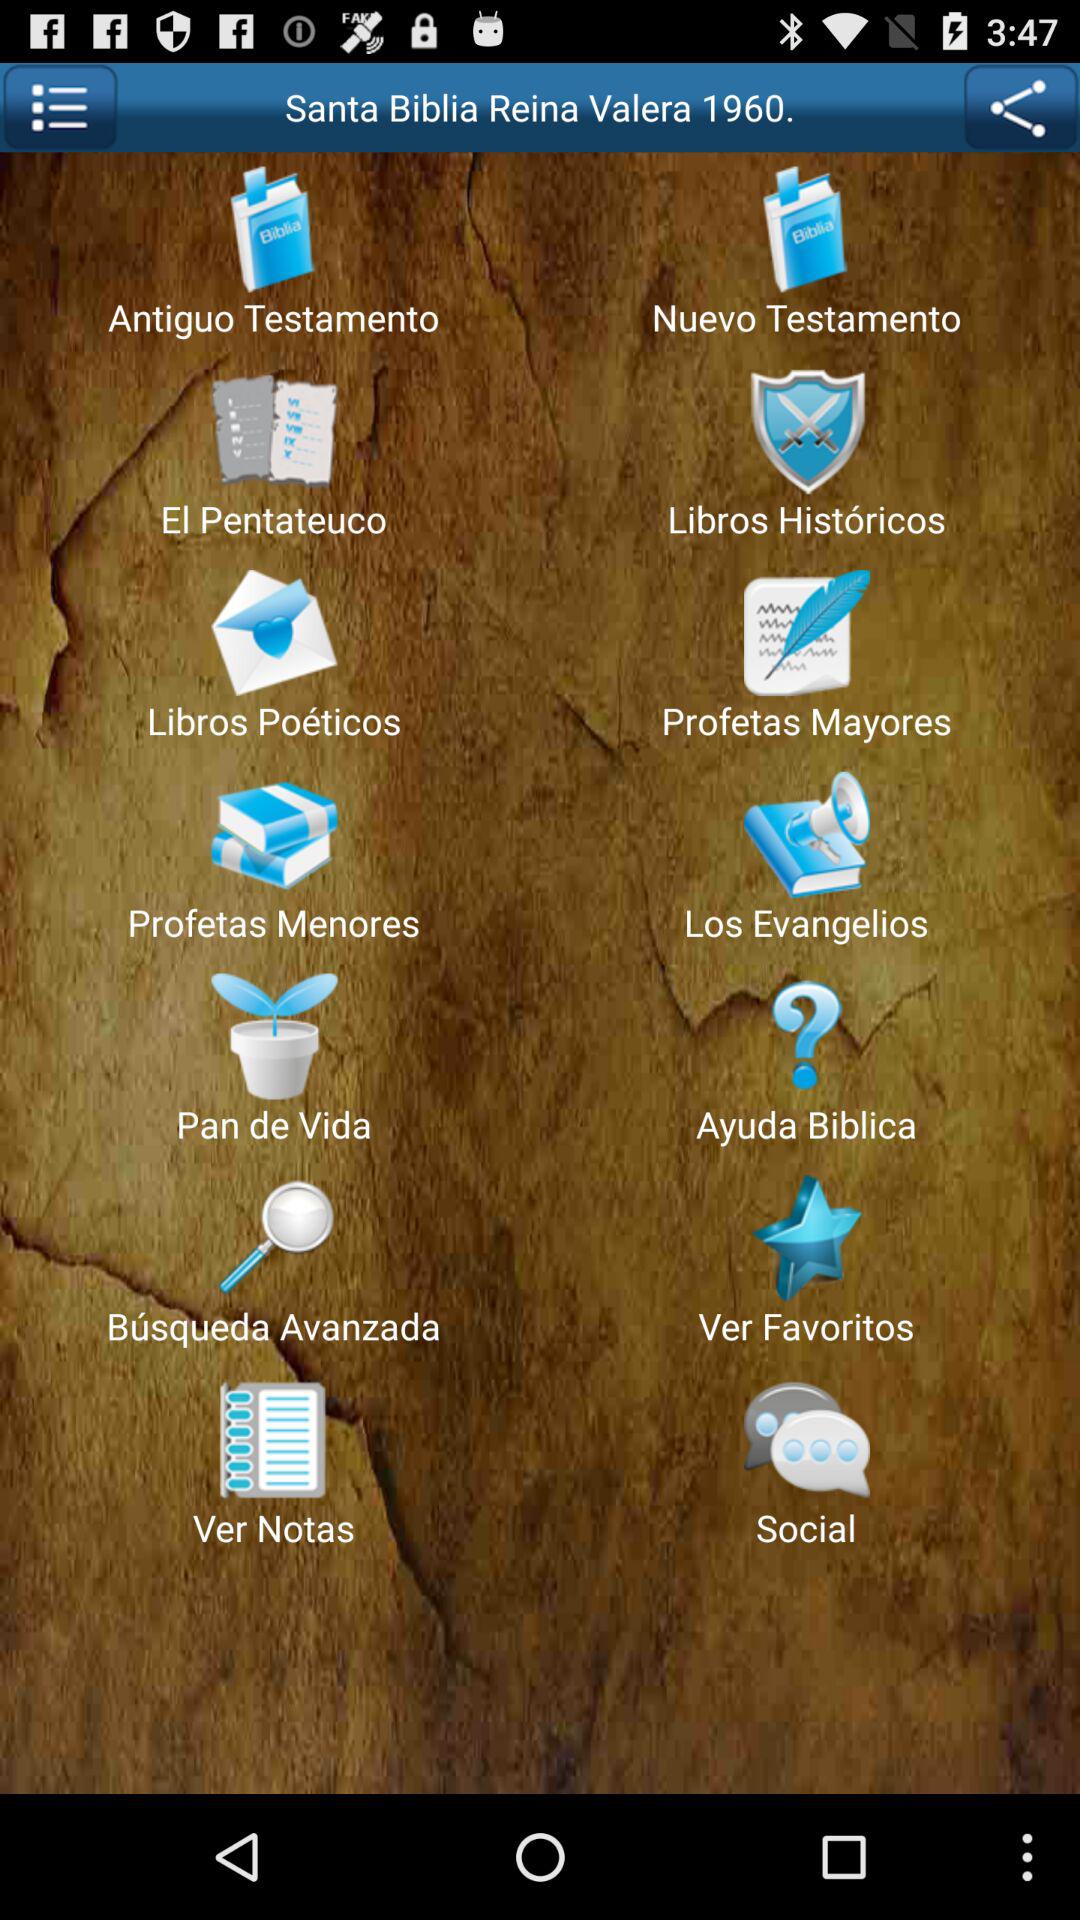 FAKE
3:47
Santa Biblia Reina Valera 1960.
Biblia
Biblia
Antiguo Testamento
Nuevo Testamento
El Pentateuco
Libros Históricos
Libros Poéticos
Profetas Mayores
Profetas Menores
Los Evangelios
Pan de Vida
Ayuda Biblica
Búsqueda Avanzada
Ver Favoritos
Ver Notas
Social